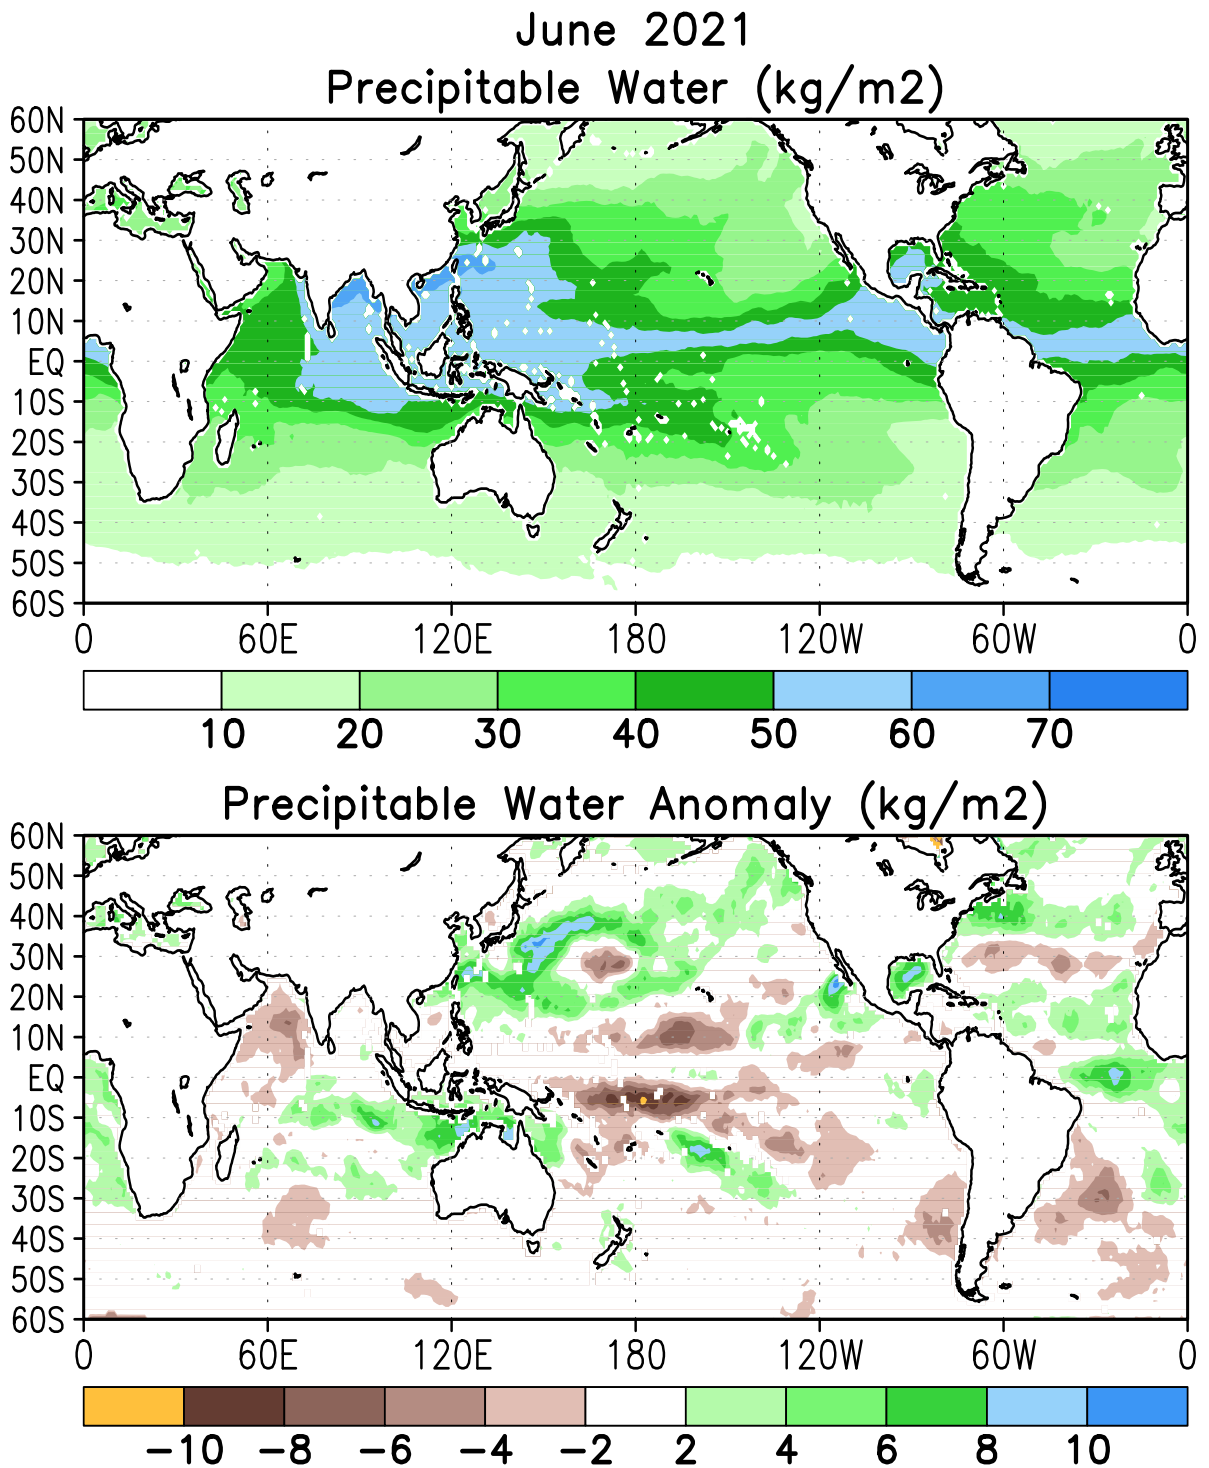 June 2021
Precipitable Water (kg/m2)
60N
50N
40N
30N
20N
10N
EQ
10S
20S
30S
40S
50S
60S
0 60E 120E 180 120W 60W 0
10 20 30 40 50 60 70
Precipitable Water Anomaly (kg/m2)
60N
50N
40N
30N
20N
10N
EQ
10S
20S
30S
40S
50S
60S
0 60E 120E 180 120W 60W 0
−10 −8 −6 −4 −2 2 4 6 8 10